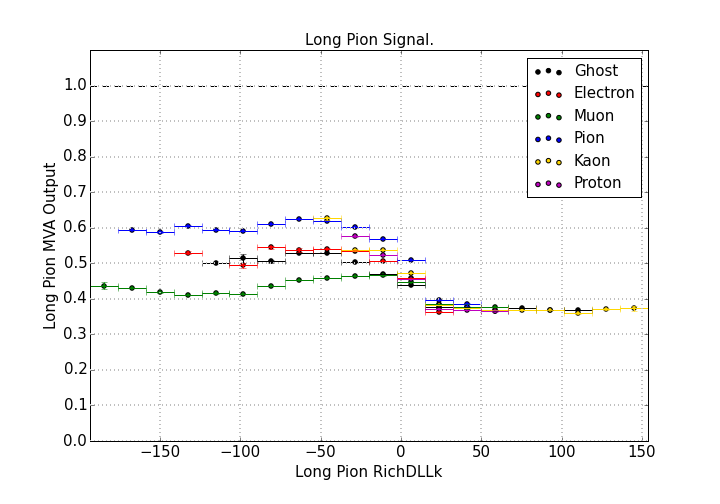 Long Pion Signal.
Long Pion MVA Output
1.0
0.9
0.8
0.7
0.6
0.5
0.4
0.3
0.2
0.1
0.0
Ghost
Electron
Muon
Pion
Kaon
Proton
−150
−100
−50
0
50
100
150
Long Pion RichDLLk